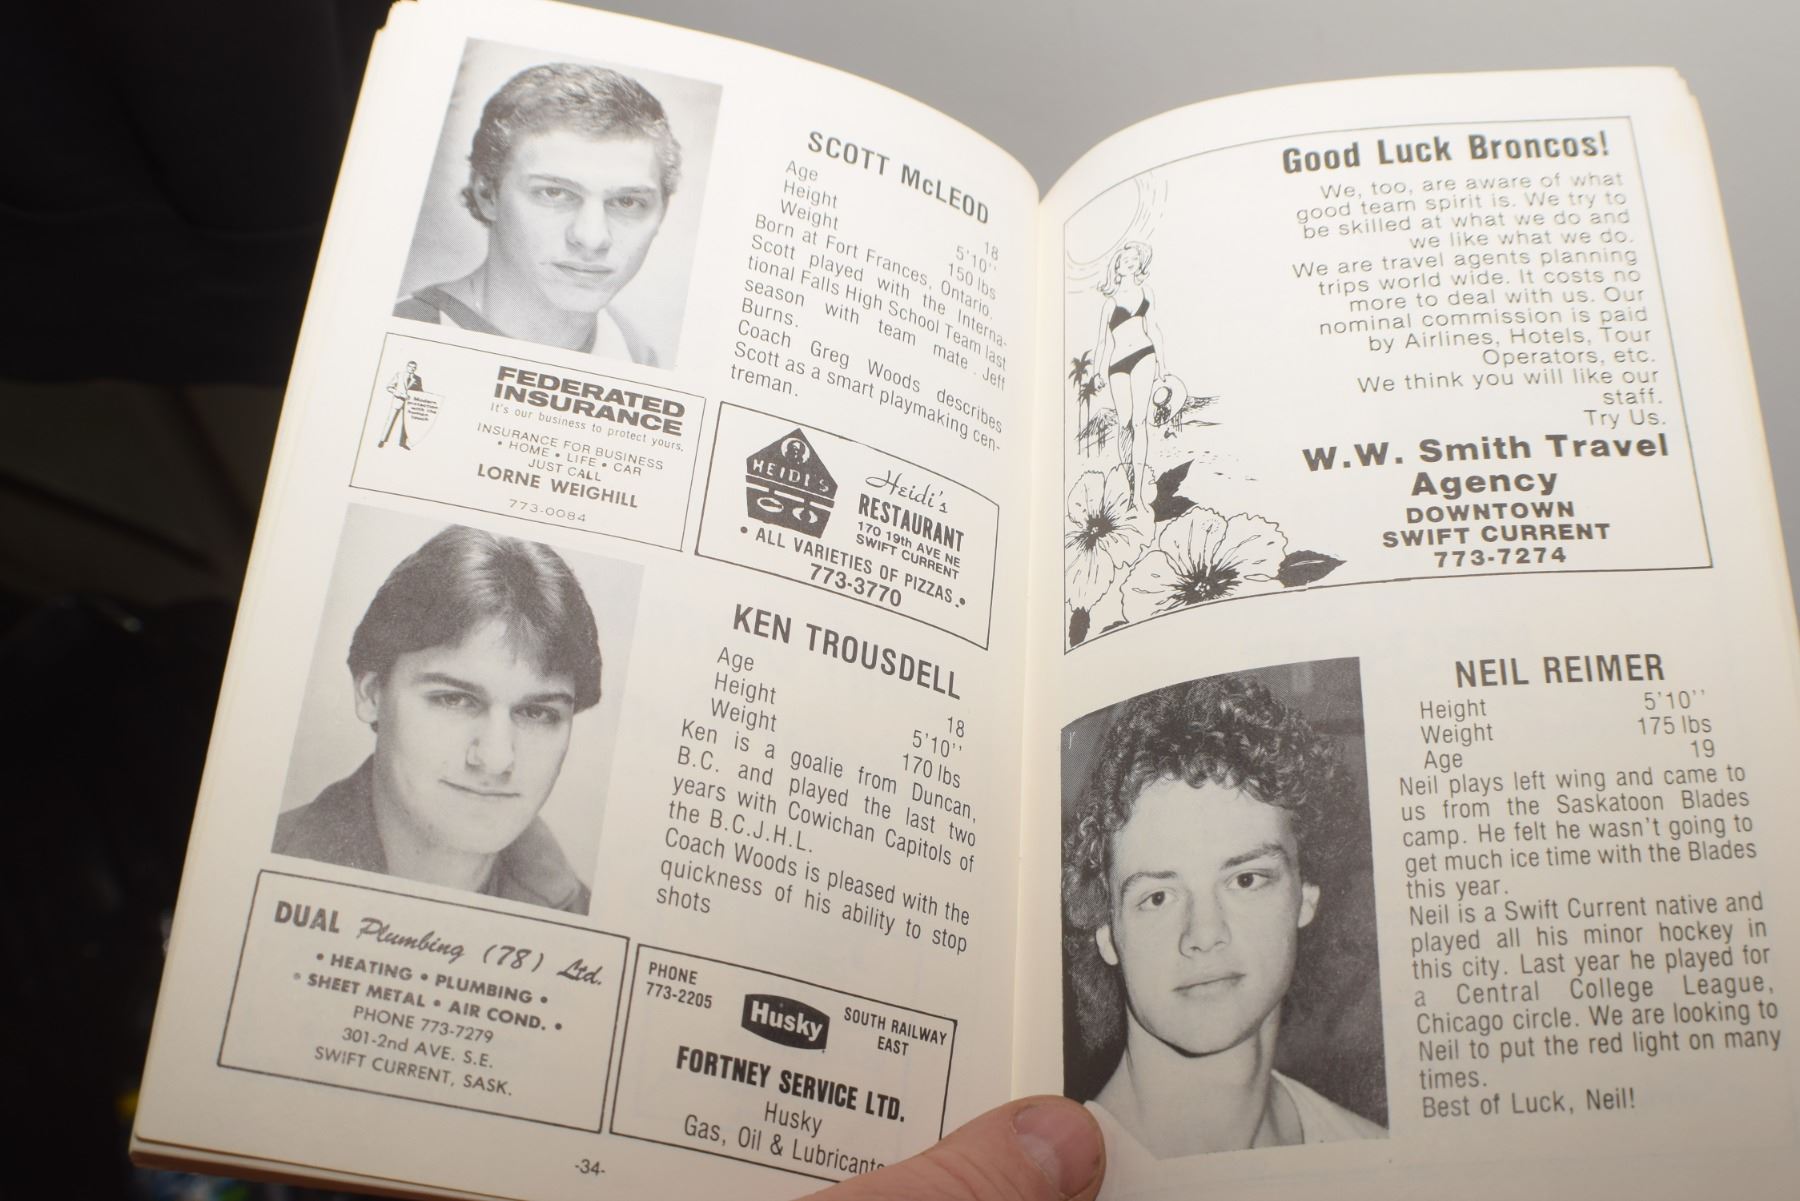 SCOTT McLEOD
Age 18
Height 5'10''
Weight 150 lbs
Born at Fort Frances, Ontario.
Scott played with the Interna-
tional Falls High School Team last
season with team mate . Jeff
Burns.
Coach Greg Woods describes
Scott as a smart playmaking cen-
treman.
Modern
protection
with the
human
touch
FEDERATED
INSURANCE
It's our business to protect yours.
INSURANCE FOR BUSINESS
• HOME • LIFE • CAR
JUST CALL
LORNE WEIGHILL
773-0084
HEIDI'S
Heidi's
RESTAURANT
170 19th AVE NE
SWIFT CURRENT
• ALL VARIETIES OF PIZZAS •
773-3770
KEN TROUSDELL
Age 18
Height 5'10''
Weight 170 lbs
Ken is a goalie from Duncan,
B.C. and played the last two
years with Cowichan Capitols of
the B.C.J.H.L.
Coach Woods is pleased with the
quickness of his ability to stop
shots
DUAL Plumbing (78) Ltd.
• HEATING • PLUMBING •
• SHEET METAL • AIR COND. •
PHONE 773-7279
301-2nd AVE. S.E.
SWIFT CURRENT, SASK.
PHONE
773-2205
Husky
SOUTH RAILWAY
EAST
FORTNEY SERVICE LTD.
Husky
Gas, Oil & Lubricants
-34-
Good Luck Broncos!
We, too, are aware of what
good team spirit is. We try to
be skilled at what we do and
we like what we do.
We are travel agents planning
trips world wide. It costs no
more to deal with us. Our
nominal commission is paid
by Airlines, Hotels, Tour
Operators, etc.
We think you will like our
staff.
Try Us.
W.W. Smith Travel
Agency
DOWNTOWN
SWIFT CURRENT
773-7274
NEIL REIMER
Height 5'10''
Weight 175 lbs
Age 19
Neil plays left wing and came to
us from the Saskatoon Blades
camp. He felt he wasn't going to
get much ice time with the Blades
this year.
Neil is a Swift Current native and
played all his minor hockey in
this city. Last year he played for
a Central College League,
Chicago circle. We are looking to
Neil to put the red light on many
times.
Best of Luck, Neil!